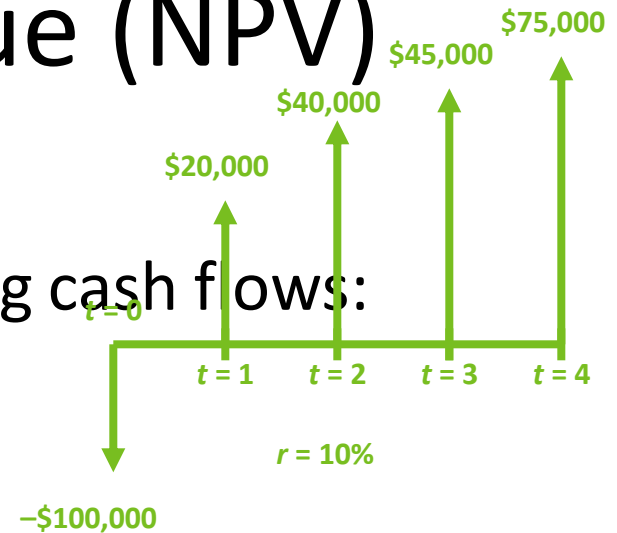 ue (NPV)
$75,000
$45,000
$40,000
$20,000
g cash flows:
t = 0
t = 1 t = 2 t = 3 t = 4
r = 10%
–$100,000